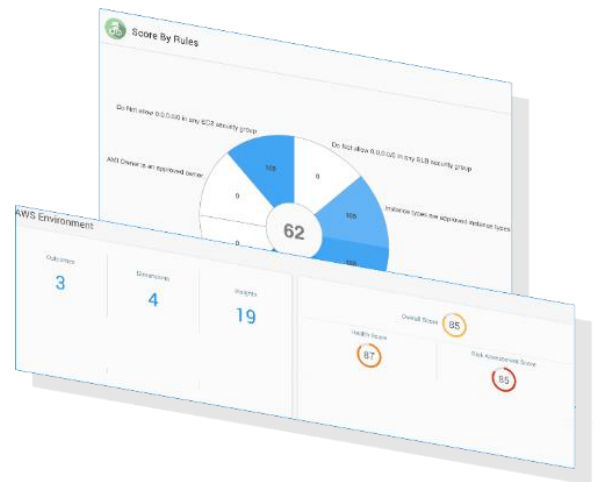 Score By Rules
Do Not allow 0.0.0.0/0 in any EC2 security group
Do Not allow 0.0.0.0/0 in any ELB security group
AMI Owner is an approved owner
Instance types are approved instance types
100
0
0
100
0
100
62
AWS Environment
Outcomes
3
Dimensions
4
Insights
19
Overall Score
85
Health Score
87
Risk Assessment Score
85